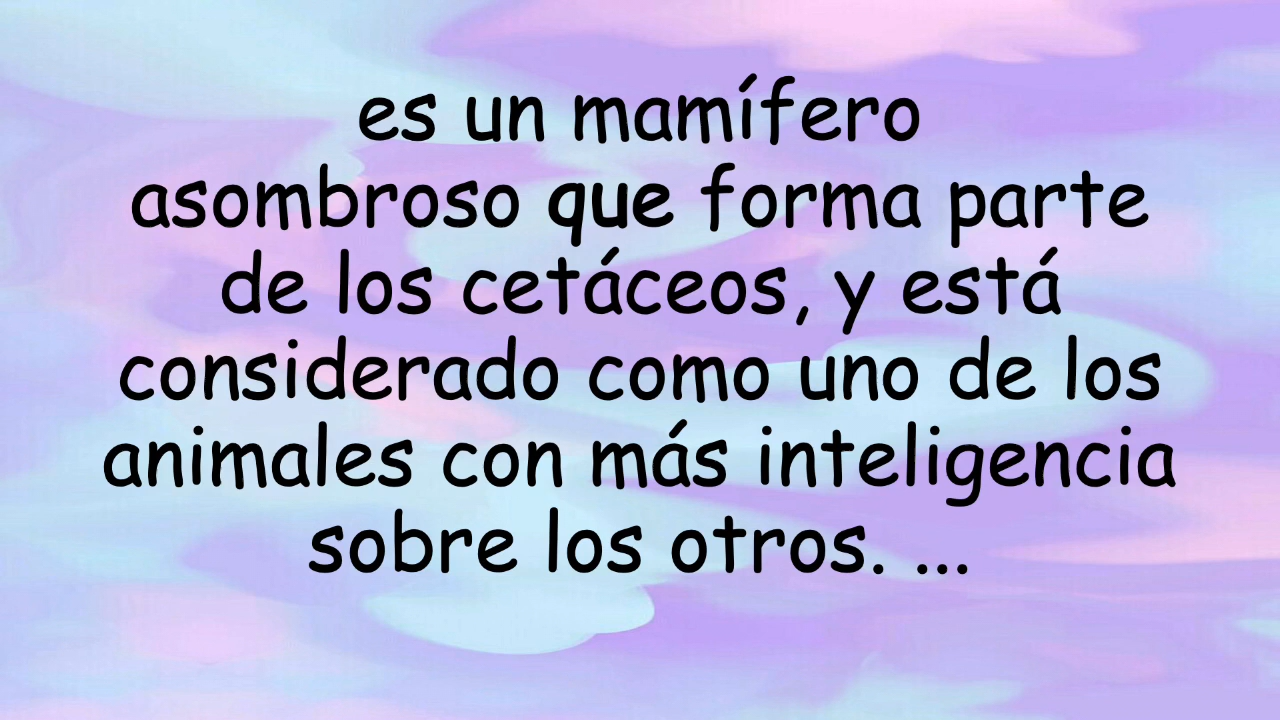 es un mamífero
asombroso que forma parte
de los cetáceos, y está
considerado como uno de los
animales con más inteligencia
sobre los otros. ...